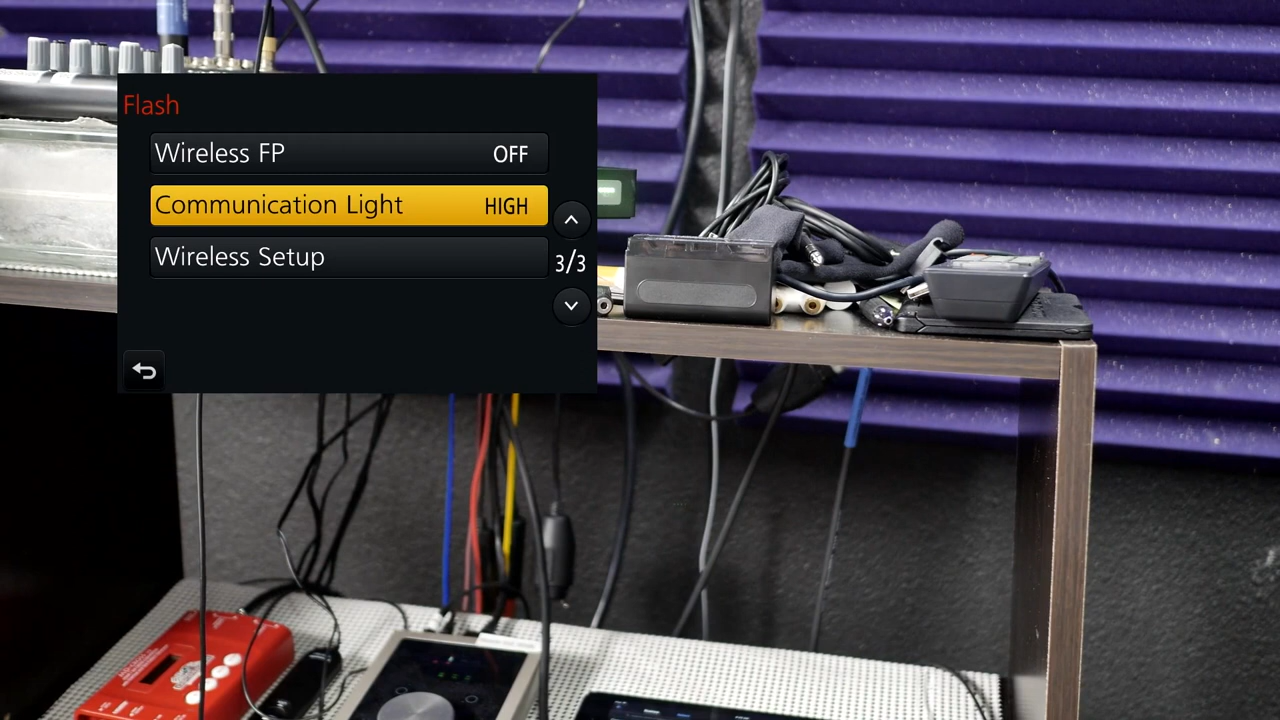 Flash
Wireless FP OFF
Communication Light HIGH
Wireless Setup
3/3